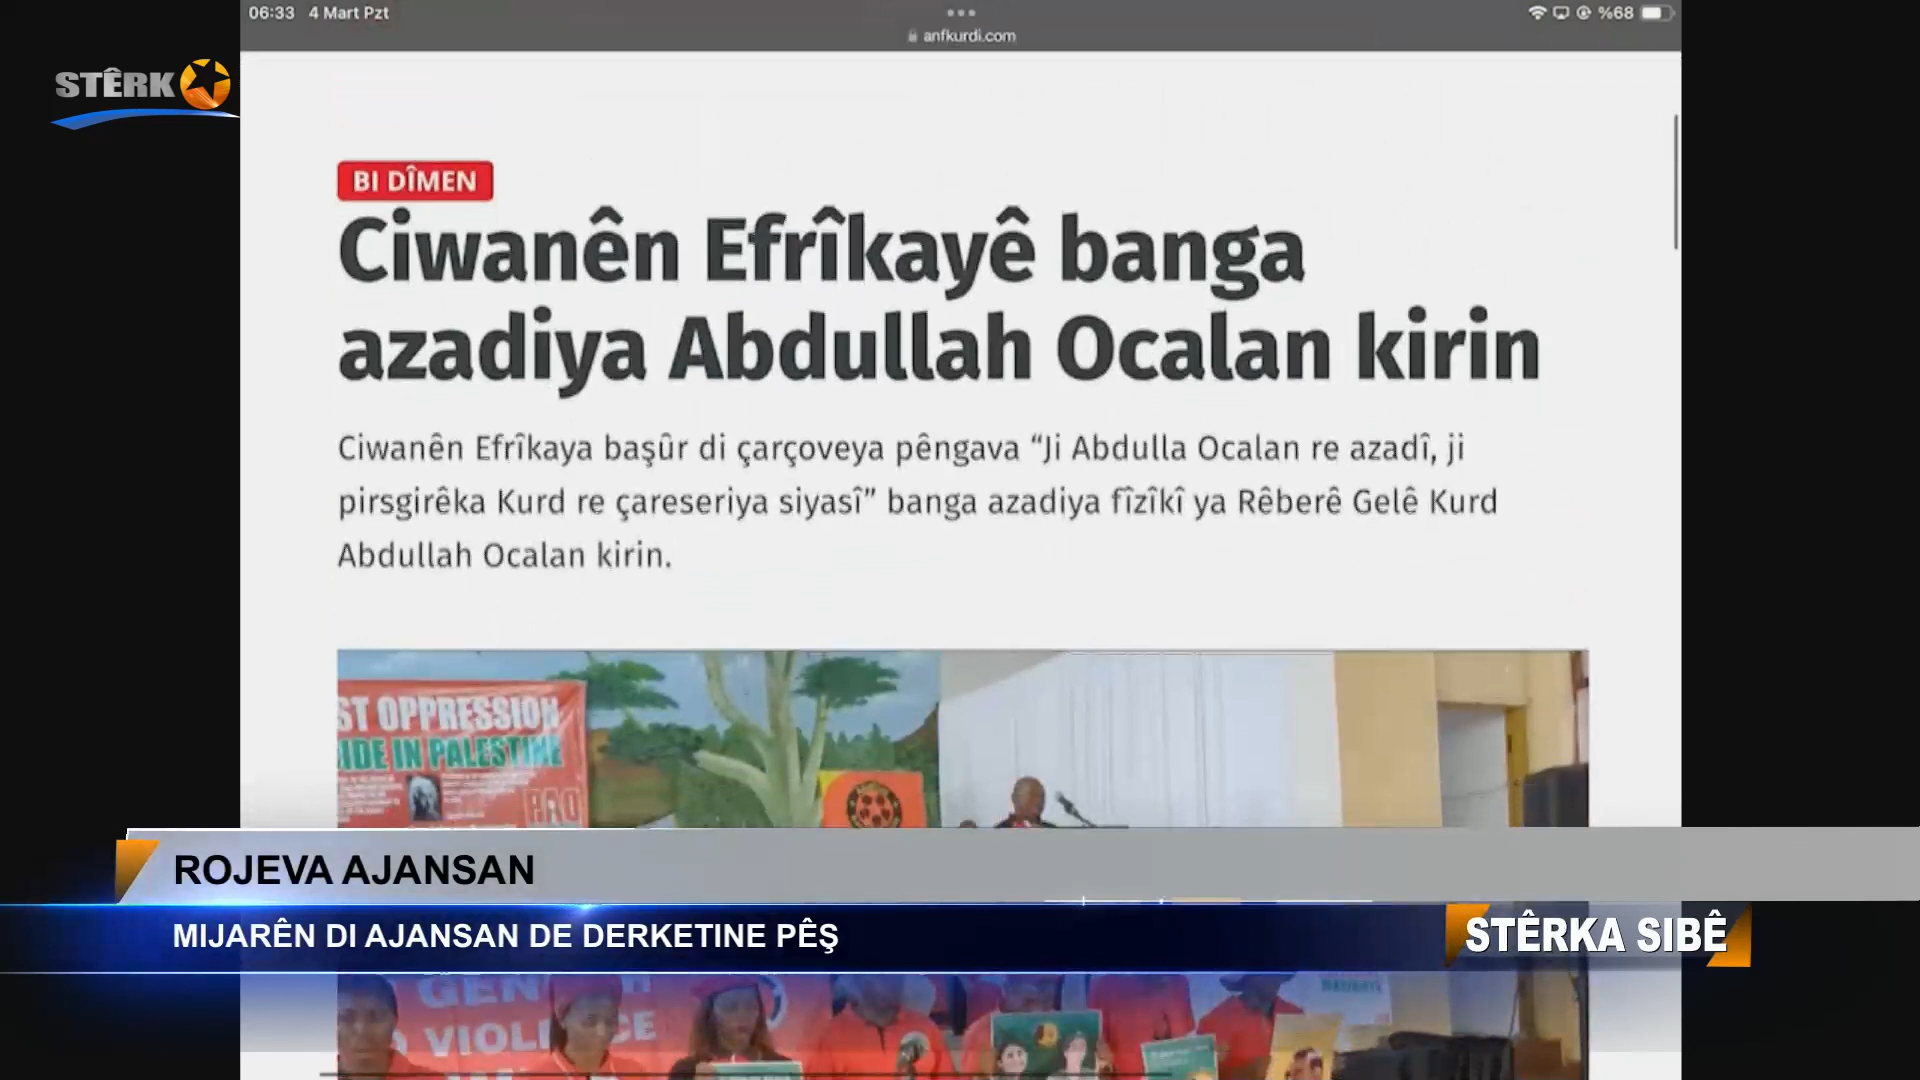 06:33 4 Mart Pzt
anfkurdi.com
%68
STÊRK
BI DÎMEN
Ciwanên Efrîkayê banga
azadiya Abdullah Ocalan kirin
Ciwanên Efrîkaya başûr di çarçoveya pêngava “Ji Abdulla Ocalan re azadî, ji
pirsgirêka Kurd re çareseriya siyasî” banga azadiya fîzîkî ya Rêberê Gelê Kurd
Abdullah Ocalan kirin.
ST OPPRESSION
IDE IN PALESTINE
ROJEVA AJANSAN
MIJARÊN DI AJANSAN DE DERKETINE PÊŞ
STÊRKA SIBÊ